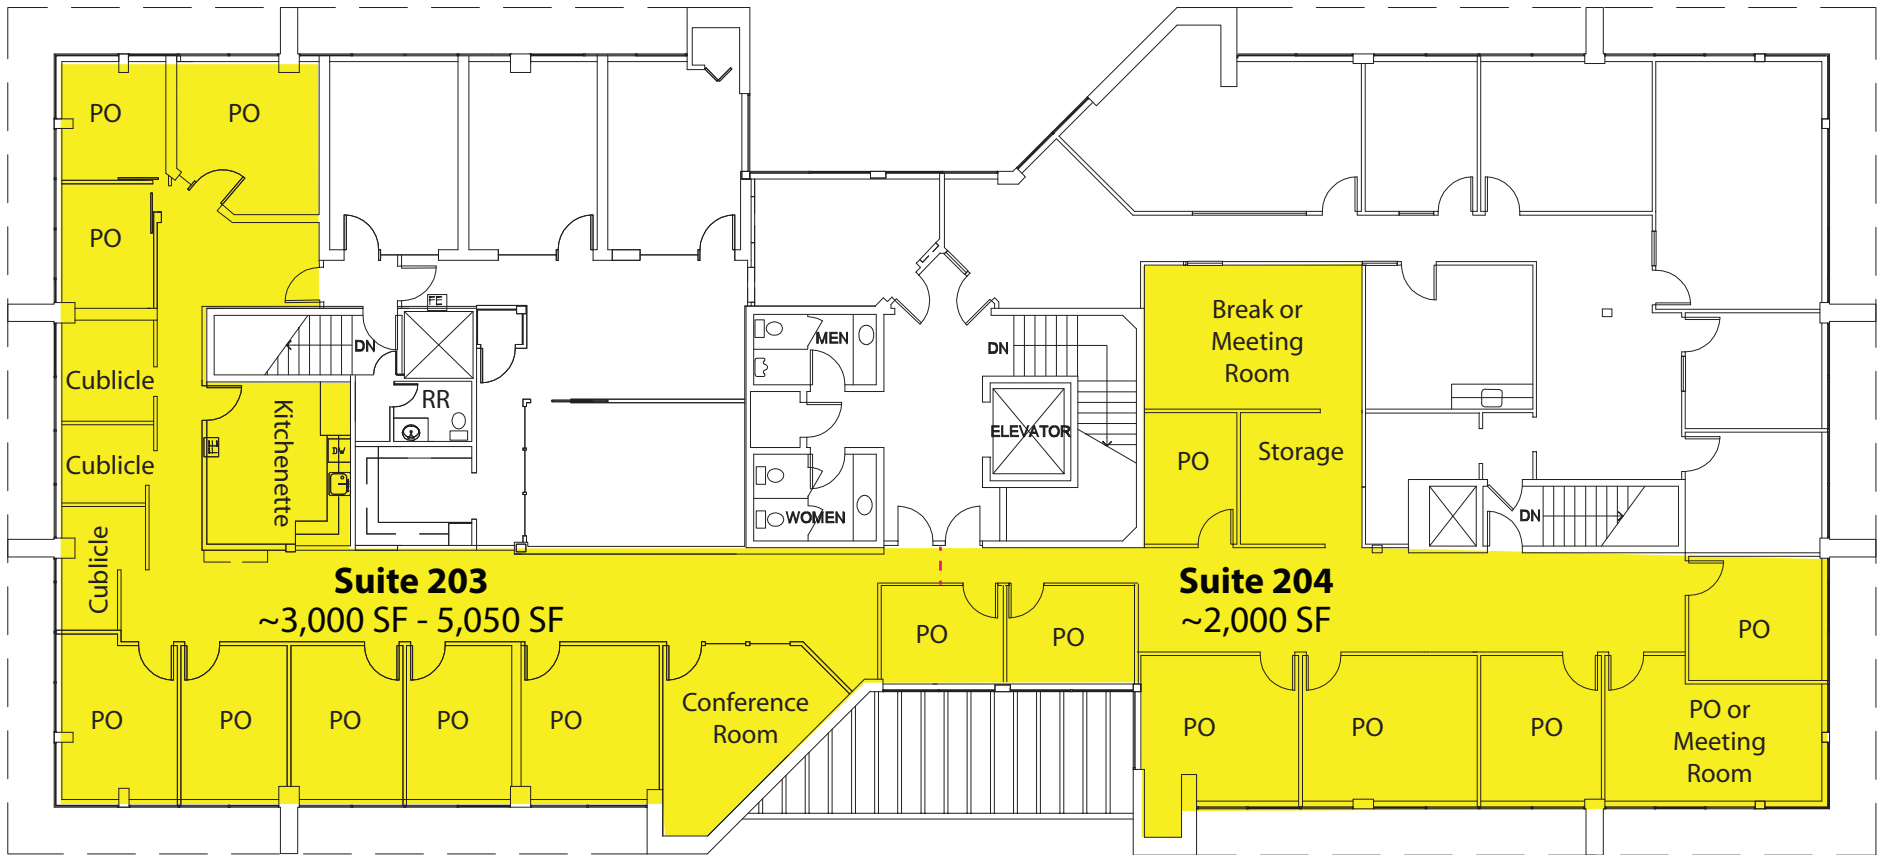 PO
PO
PO
Cublicle
Cublicle
Cublicle
Kitchenette
FE
DW
DN
FE
RR
MEN
WOMEN
DN
ELEVATOR
Break or
Meeting
Room
PO
Storage
DN
Suite 203
~3,000 SF - 5,050 SF
Suite 204
~2,000 SF
PO
PO
PO
PO
PO
PO
PO
PO
Conference
Room
PO
PO
PO
PO or
Meeting
Room